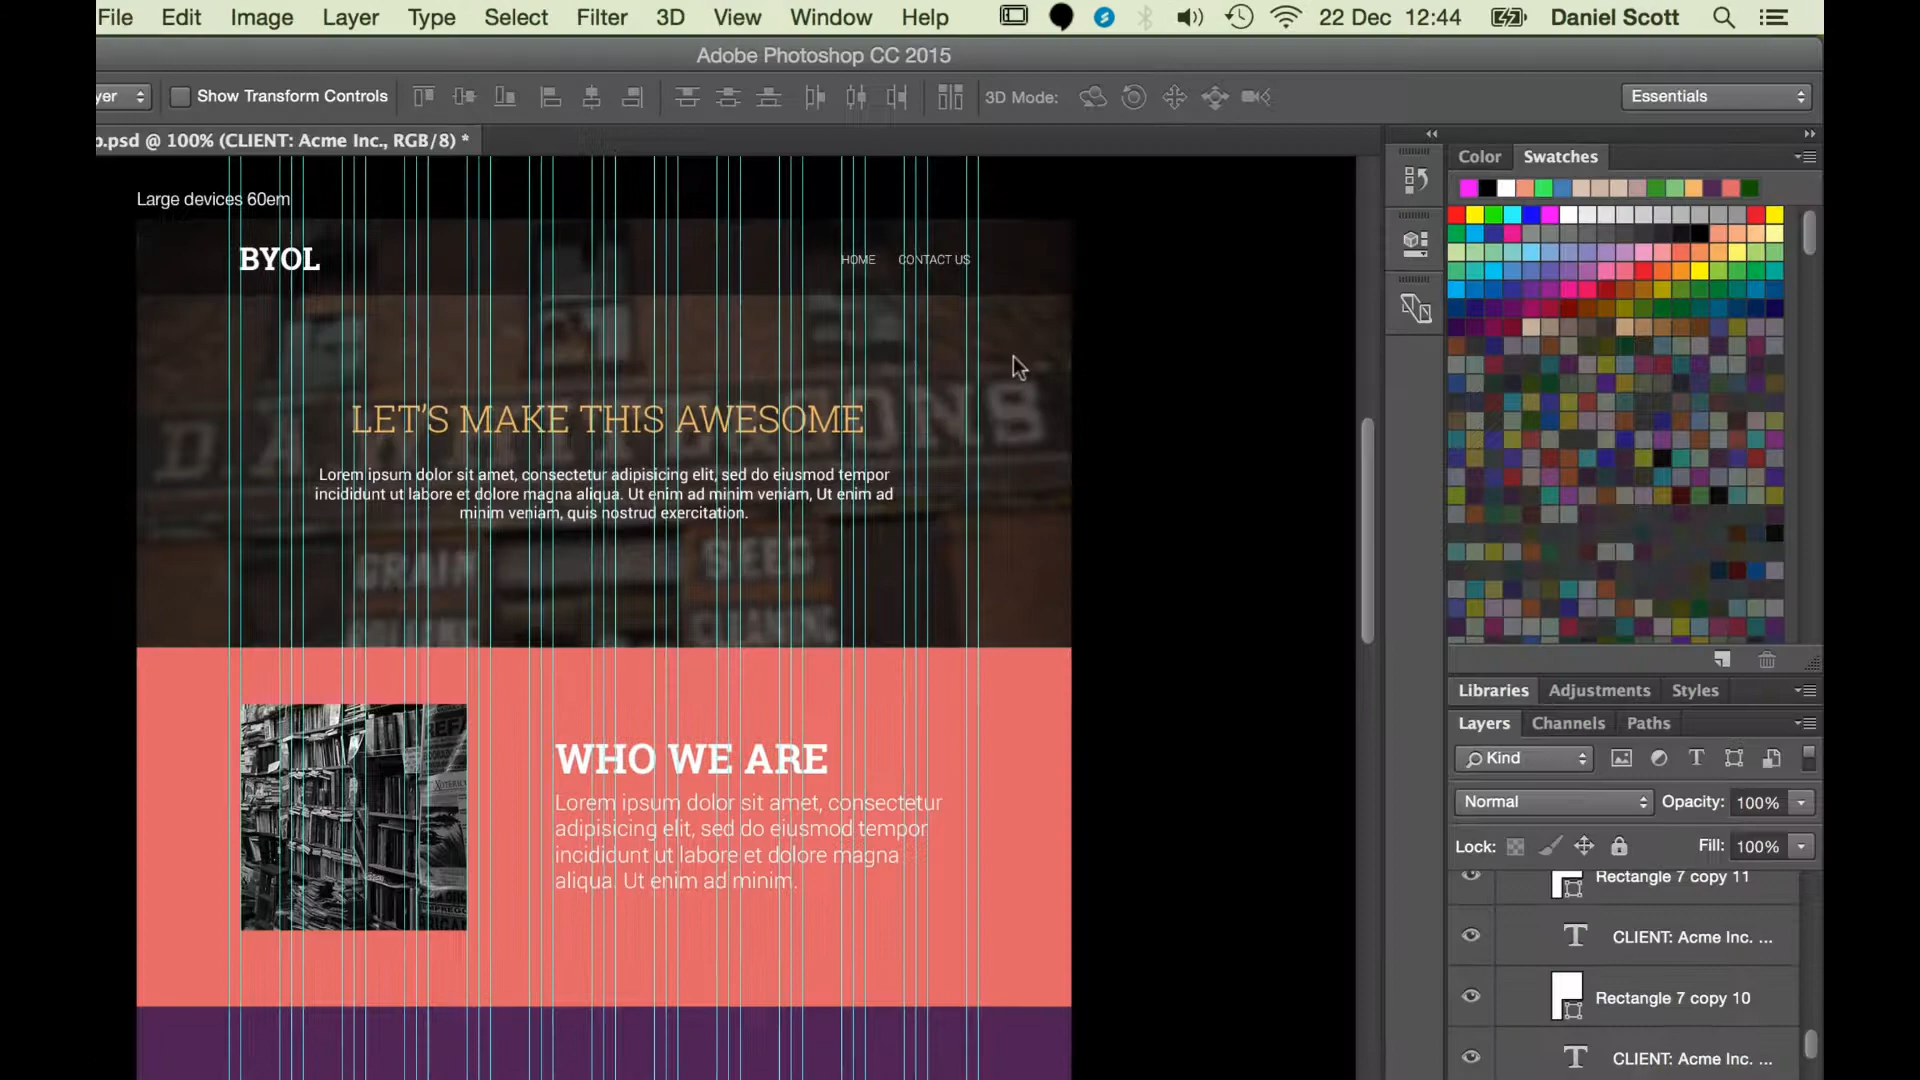 File Edit Image Layer Type Select Filter 3D View Window Help 22 Dec 12:44 Daniel Scott
Adobe Photoshop CC 2015
yer Show Transform Controls 3D Mode: Essentials
o.psd @ 100% (CLIENT: Acme Inc., RGB/8) *
Color Swatches
Large devices 60em
BYOL HOME CONTACT US
LET'S MAKE THIS AWESOME
Lorem ipsum dolor sit amet, consectetur adipisicing elit, sed do eiusmod tempor
incididunt ut labore et dolore magna aliqua. Ut enim ad minim veniam, Ut enim ad
minim veniam, quis nostrud exercitation.
GRAIN
SEED
CLEANING
WHO WE ARE
Lorem ipsum dolor sit amet, consectetur
adipisicing elit, sed do eiusmod tempor
incididunt ut labore et dolore magna
aliqua. Ut enim ad minim.
Libraries Adjustments Styles
Layers Channels Paths
Kind
Normal Opacity: 100%
Lock: Fill: 100%
Rectangle 7 copy 11
CLIENT: Acme Inc. ...
Rectangle 7 copy 10
CLIENT: Acme Inc. ...